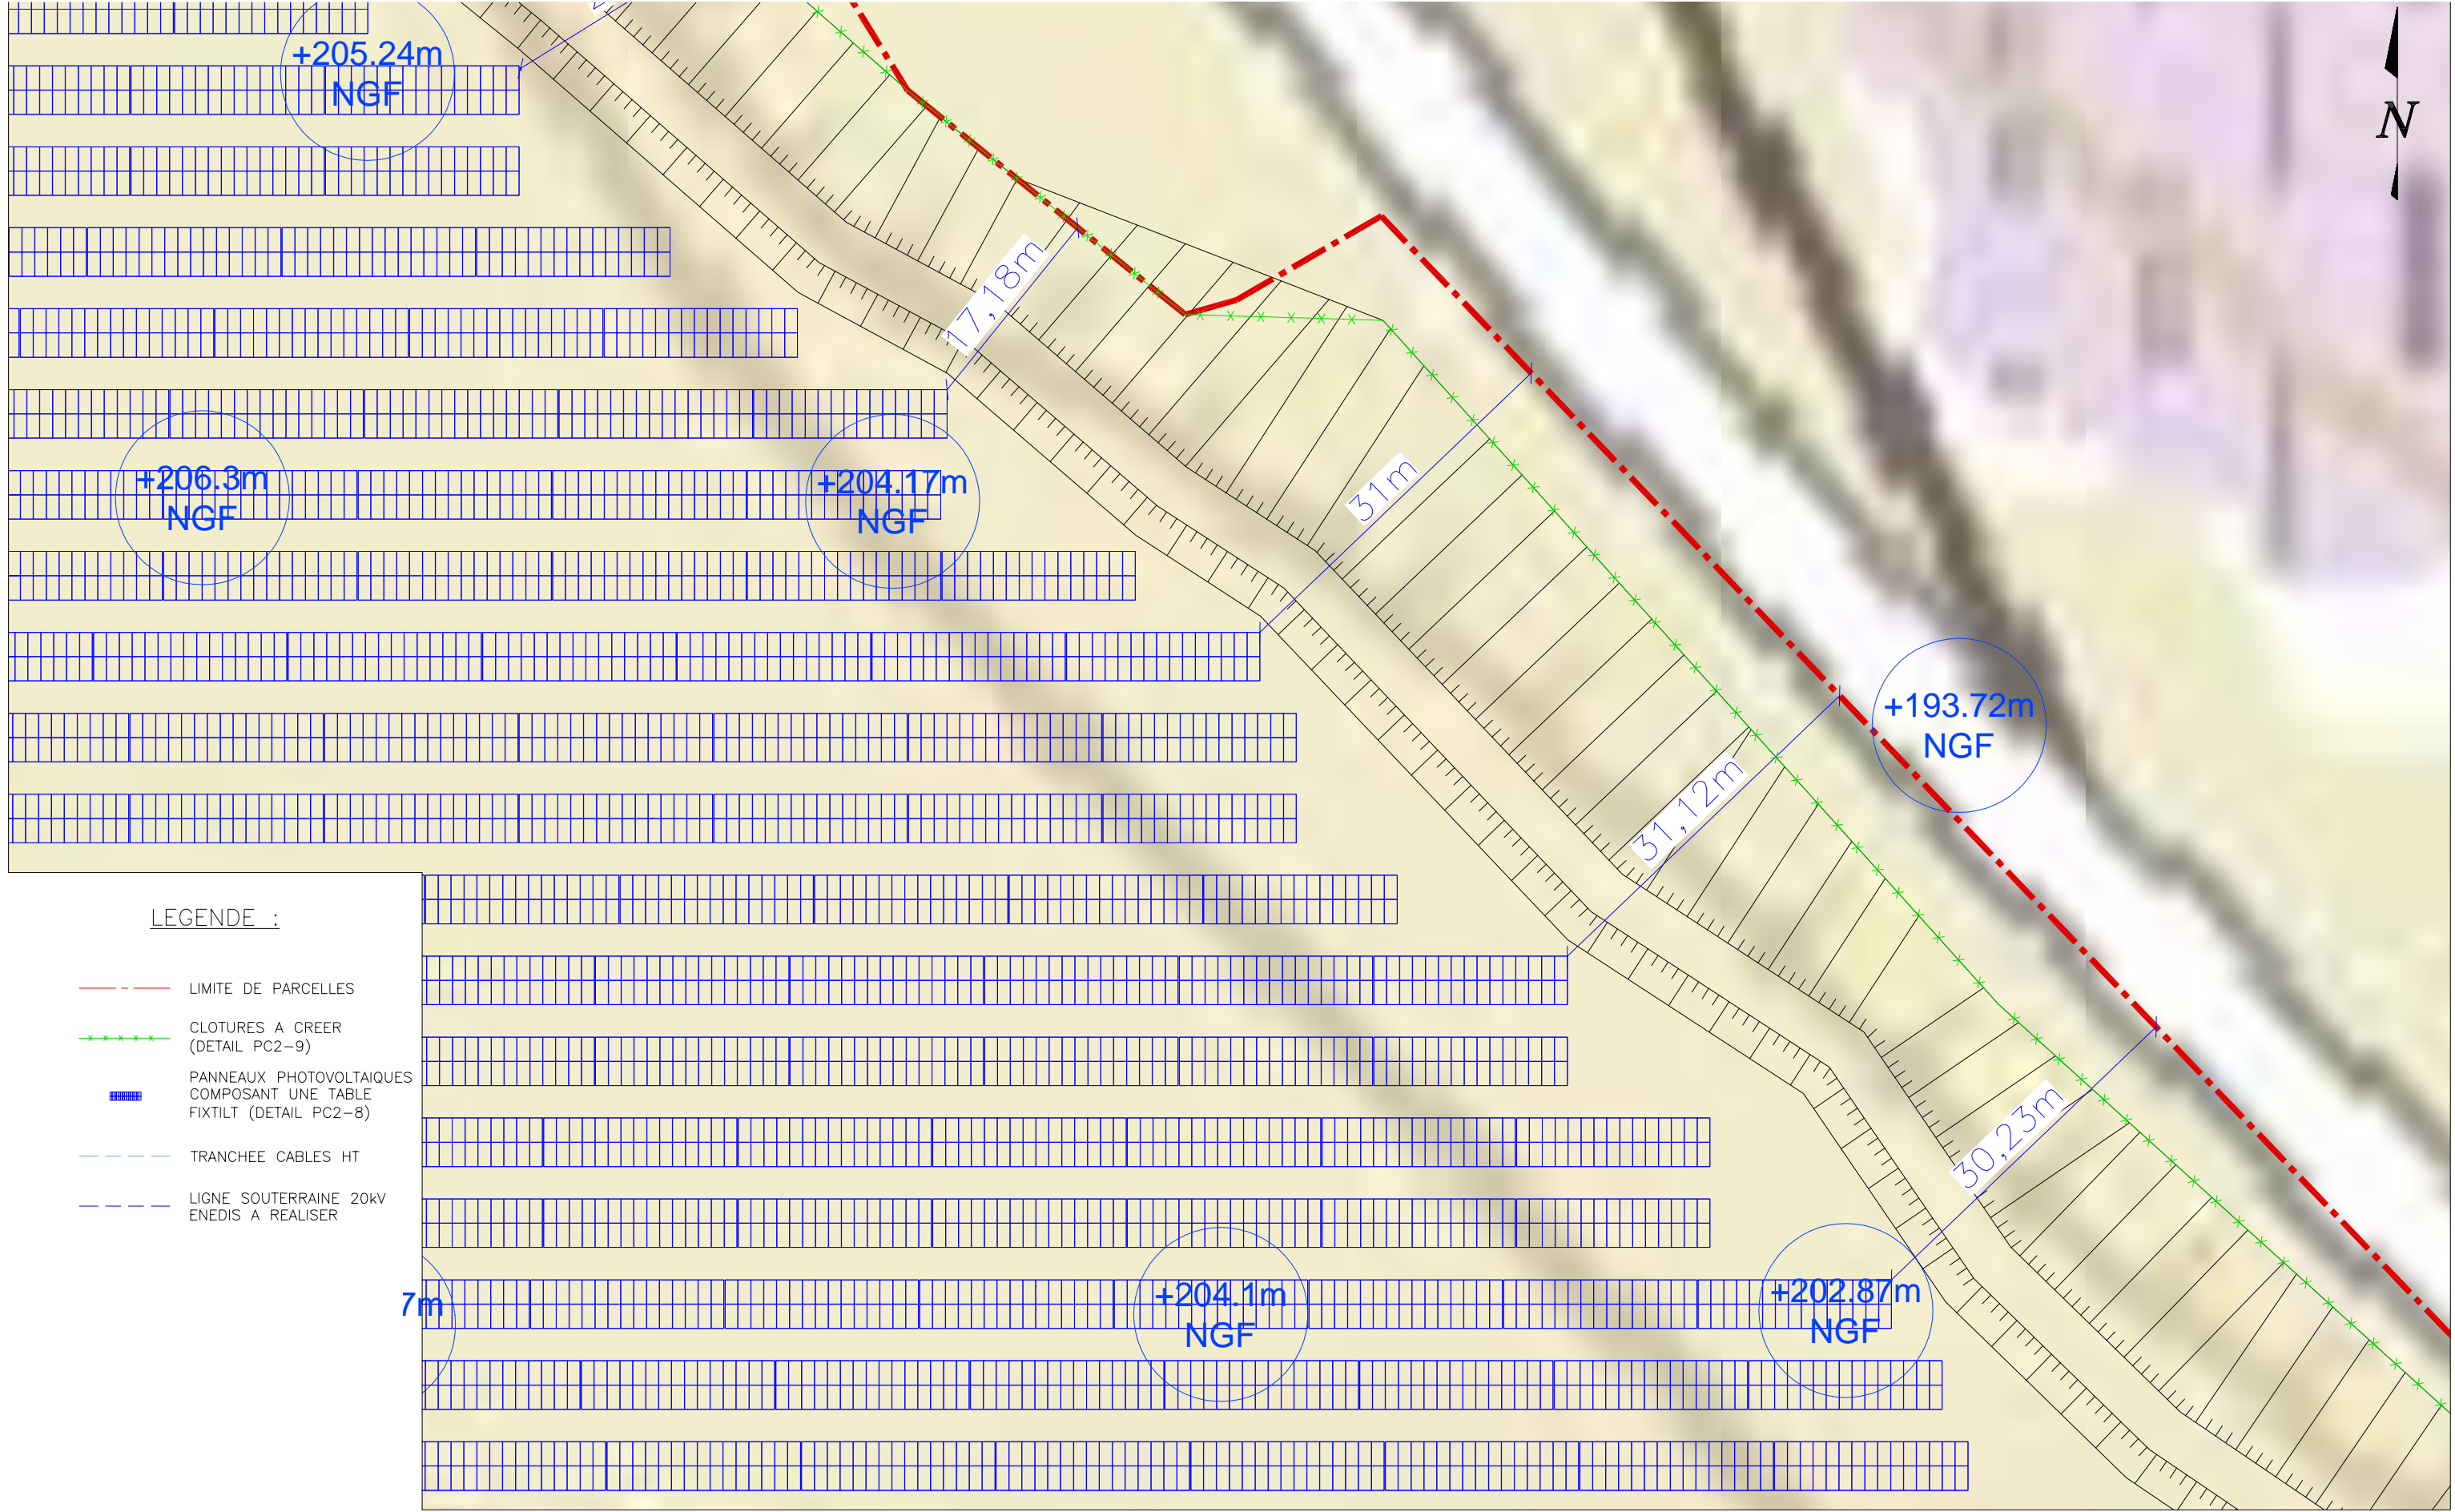 +205.24m
NGF
N
17,18m
+206.3m
NGF
+204.17m
NGF
31m
+193.72m
NGF
31,12m
LEGENDE :
LIMITE DE PARCELLES
CLOTURES A CREER
(DETAIL PC2-9)
PANNEAUX PHOTOVOLTAIQUES
COMPOSANT UNE TABLE
FIXTILT (DETAIL PC2-8)
TRANCHEE CABLES HT
LIGNE SOUTERRAINE 20kV
ENEDIS A REALISER
30,23m
7m
+204.1m
NGF
+202.87m
NGF